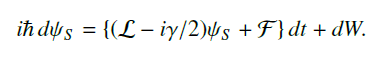 iℏ dψ_S = {(ℒ − iγ/2)ψ_S + ℱ} dt + dW.